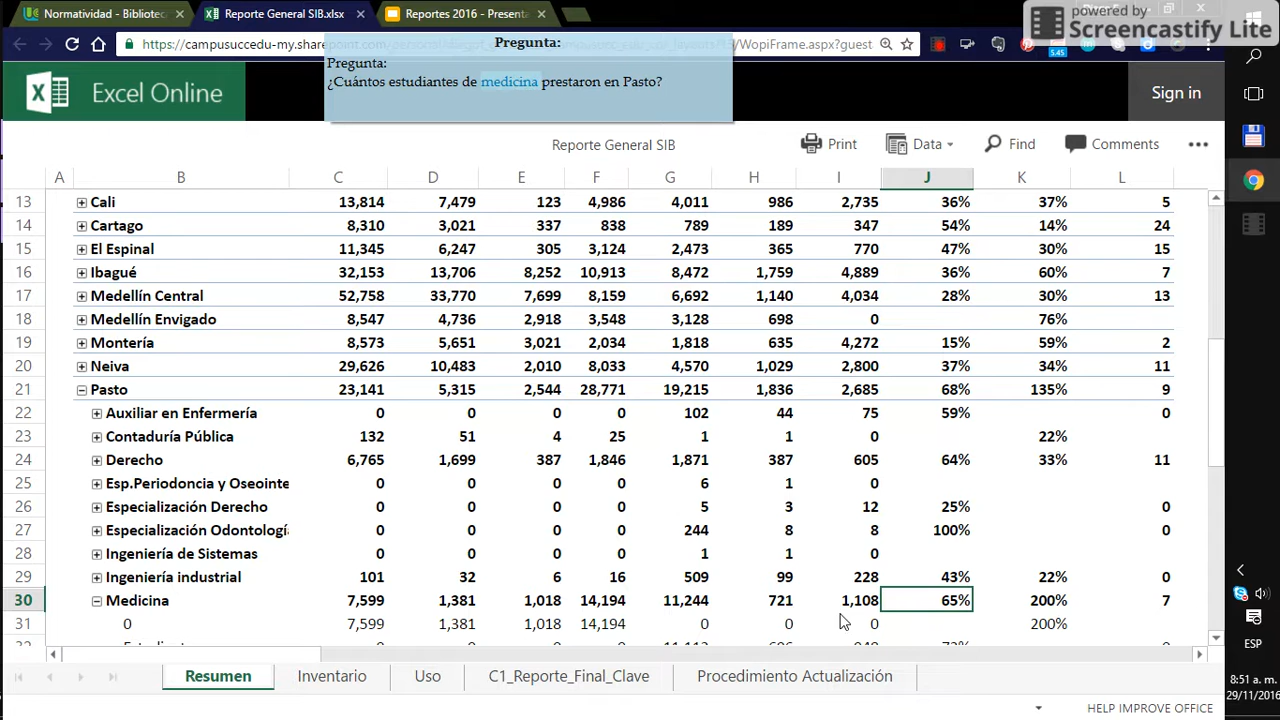 Normatividad - Bibliotec
Reporte General SIB.xlsx
Reportes 2016 - Presenta
powered by
Screencastify Lite
https://campusuccedu-my.sharepoint.com
/WopiFrame.aspx?guest
5.45
Pregunta:
Pregunta:
¿Cuántos estudiantes de medicina prestaron en Pasto?
Excel Online
Sign in
Reporte General SIB
Print
Data
Find
Comments
A B C D E F G H I J K L
13 Cali 13,814 7,479 123 4,986 4,011 986 2,735 36% 37% 5
14 Cartago 8,310 3,021 337 838 789 189 347 54% 14% 24
15 El Espinal 11,345 6,247 305 3,124 2,473 365 770 47% 30% 15
16 Ibagué 32,153 13,706 8,252 10,913 8,472 1,759 4,889 36% 60% 7
17 Medellín Central 52,758 33,770 7,699 8,159 6,692 1,140 4,034 28% 30% 13
18 Medellín Envigado 8,547 4,736 2,918 3,548 3,128 698 0 76%
19 Montería 8,573 5,651 3,021 2,034 1,818 635 4,272 15% 59% 2
20 Neiva 29,626 10,483 2,010 8,033 4,570 1,029 2,800 37% 34% 11
21 Pasto 23,141 5,315 2,544 28,771 19,215 1,836 2,685 68% 135% 9
22 Auxiliar en Enfermería 0 0 0 0 102 44 75 59% 0
23 Contaduría Pública 132 51 4 25 1 1 0 22%
24 Derecho 6,765 1,699 387 1,846 1,871 387 605 64% 33% 11
25 Esp.Periodoncia y Oseointe 0 0 0 0 6 1 0
26 Especialización Derecho 0 0 0 0 5 3 12 25% 0
27 Especialización Odontologí 0 0 0 0 244 8 8 100% 0
28 Ingeniería de Sistemas 0 0 0 0 1 1 0
29 Ingeniería industrial 101 32 6 16 509 99 228 43% 22% 0
30 Medicina 7,599 1,381 1,018 14,194 11,244 721 1,108 65% 200% 7
31 0 7,599 1,381 1,018 14,194 0 0 0 200%
Resumen
Inventario
Uso
C1_Reporte_Final_Clave
Procedimiento Actualización
HELP IMPROVE OFFICE
ESP
8:51 a. m.
29/11/2016